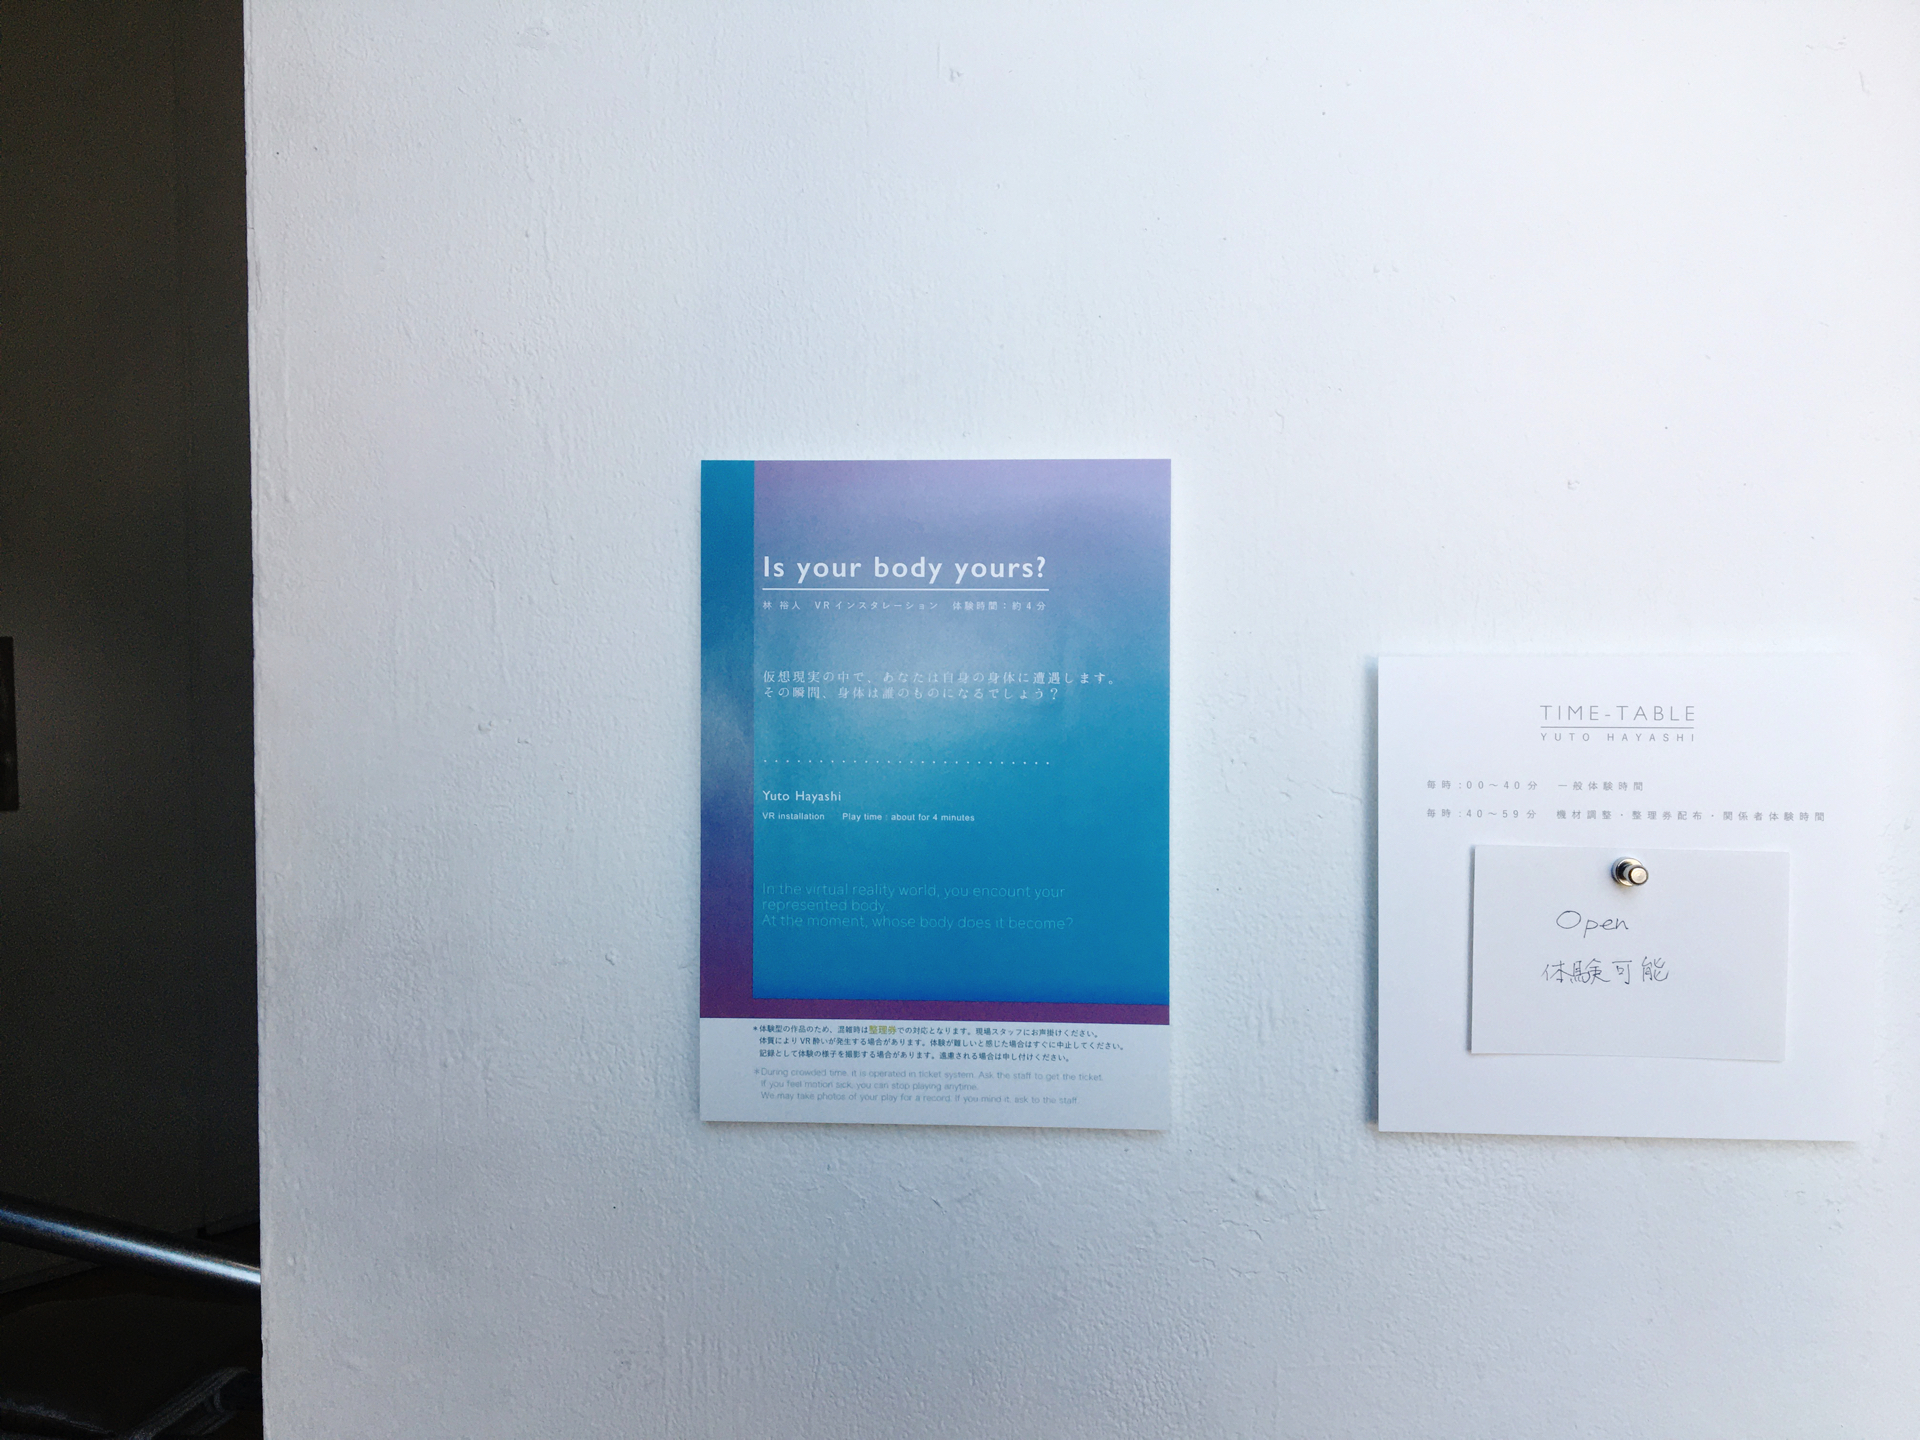 Is your body yours?
林 裕人 VRインスタレーション 体験時間：約4分
仮想現実の中で、あなたは自身の身体に遭遇します。
その瞬間、身体は誰のものになるでしょう？
Yuto Hayashi
VR installation Play time : about for 4 minutes
In the virtual reality world, you encount your
represented body.
At the moment, whose body does it become?
*体験型の作品のため、混雑時は整理券での対応となります。現場スタッフにお声掛けください。
体質によりVR酔いが発生する場合があります。体験が難しいと感じた場合はすぐに中止してください。
記録として体験の様子を撮影する場合があります。遠慮される場合は申し付けください。
*During crowded time, it is operated in ticket system. Ask the staff to get the ticket.
If you feel motion sick, you can stop playing anytime.
We may take photos of your play for a record. If you mind it, ask to the staff.
TIME-TABLE
YUTO HAYASHI
毎時:00～40分 一般体験時間
毎時:40～59分 機材調整・整理券配布・関係者体験時間
Open
体験可能